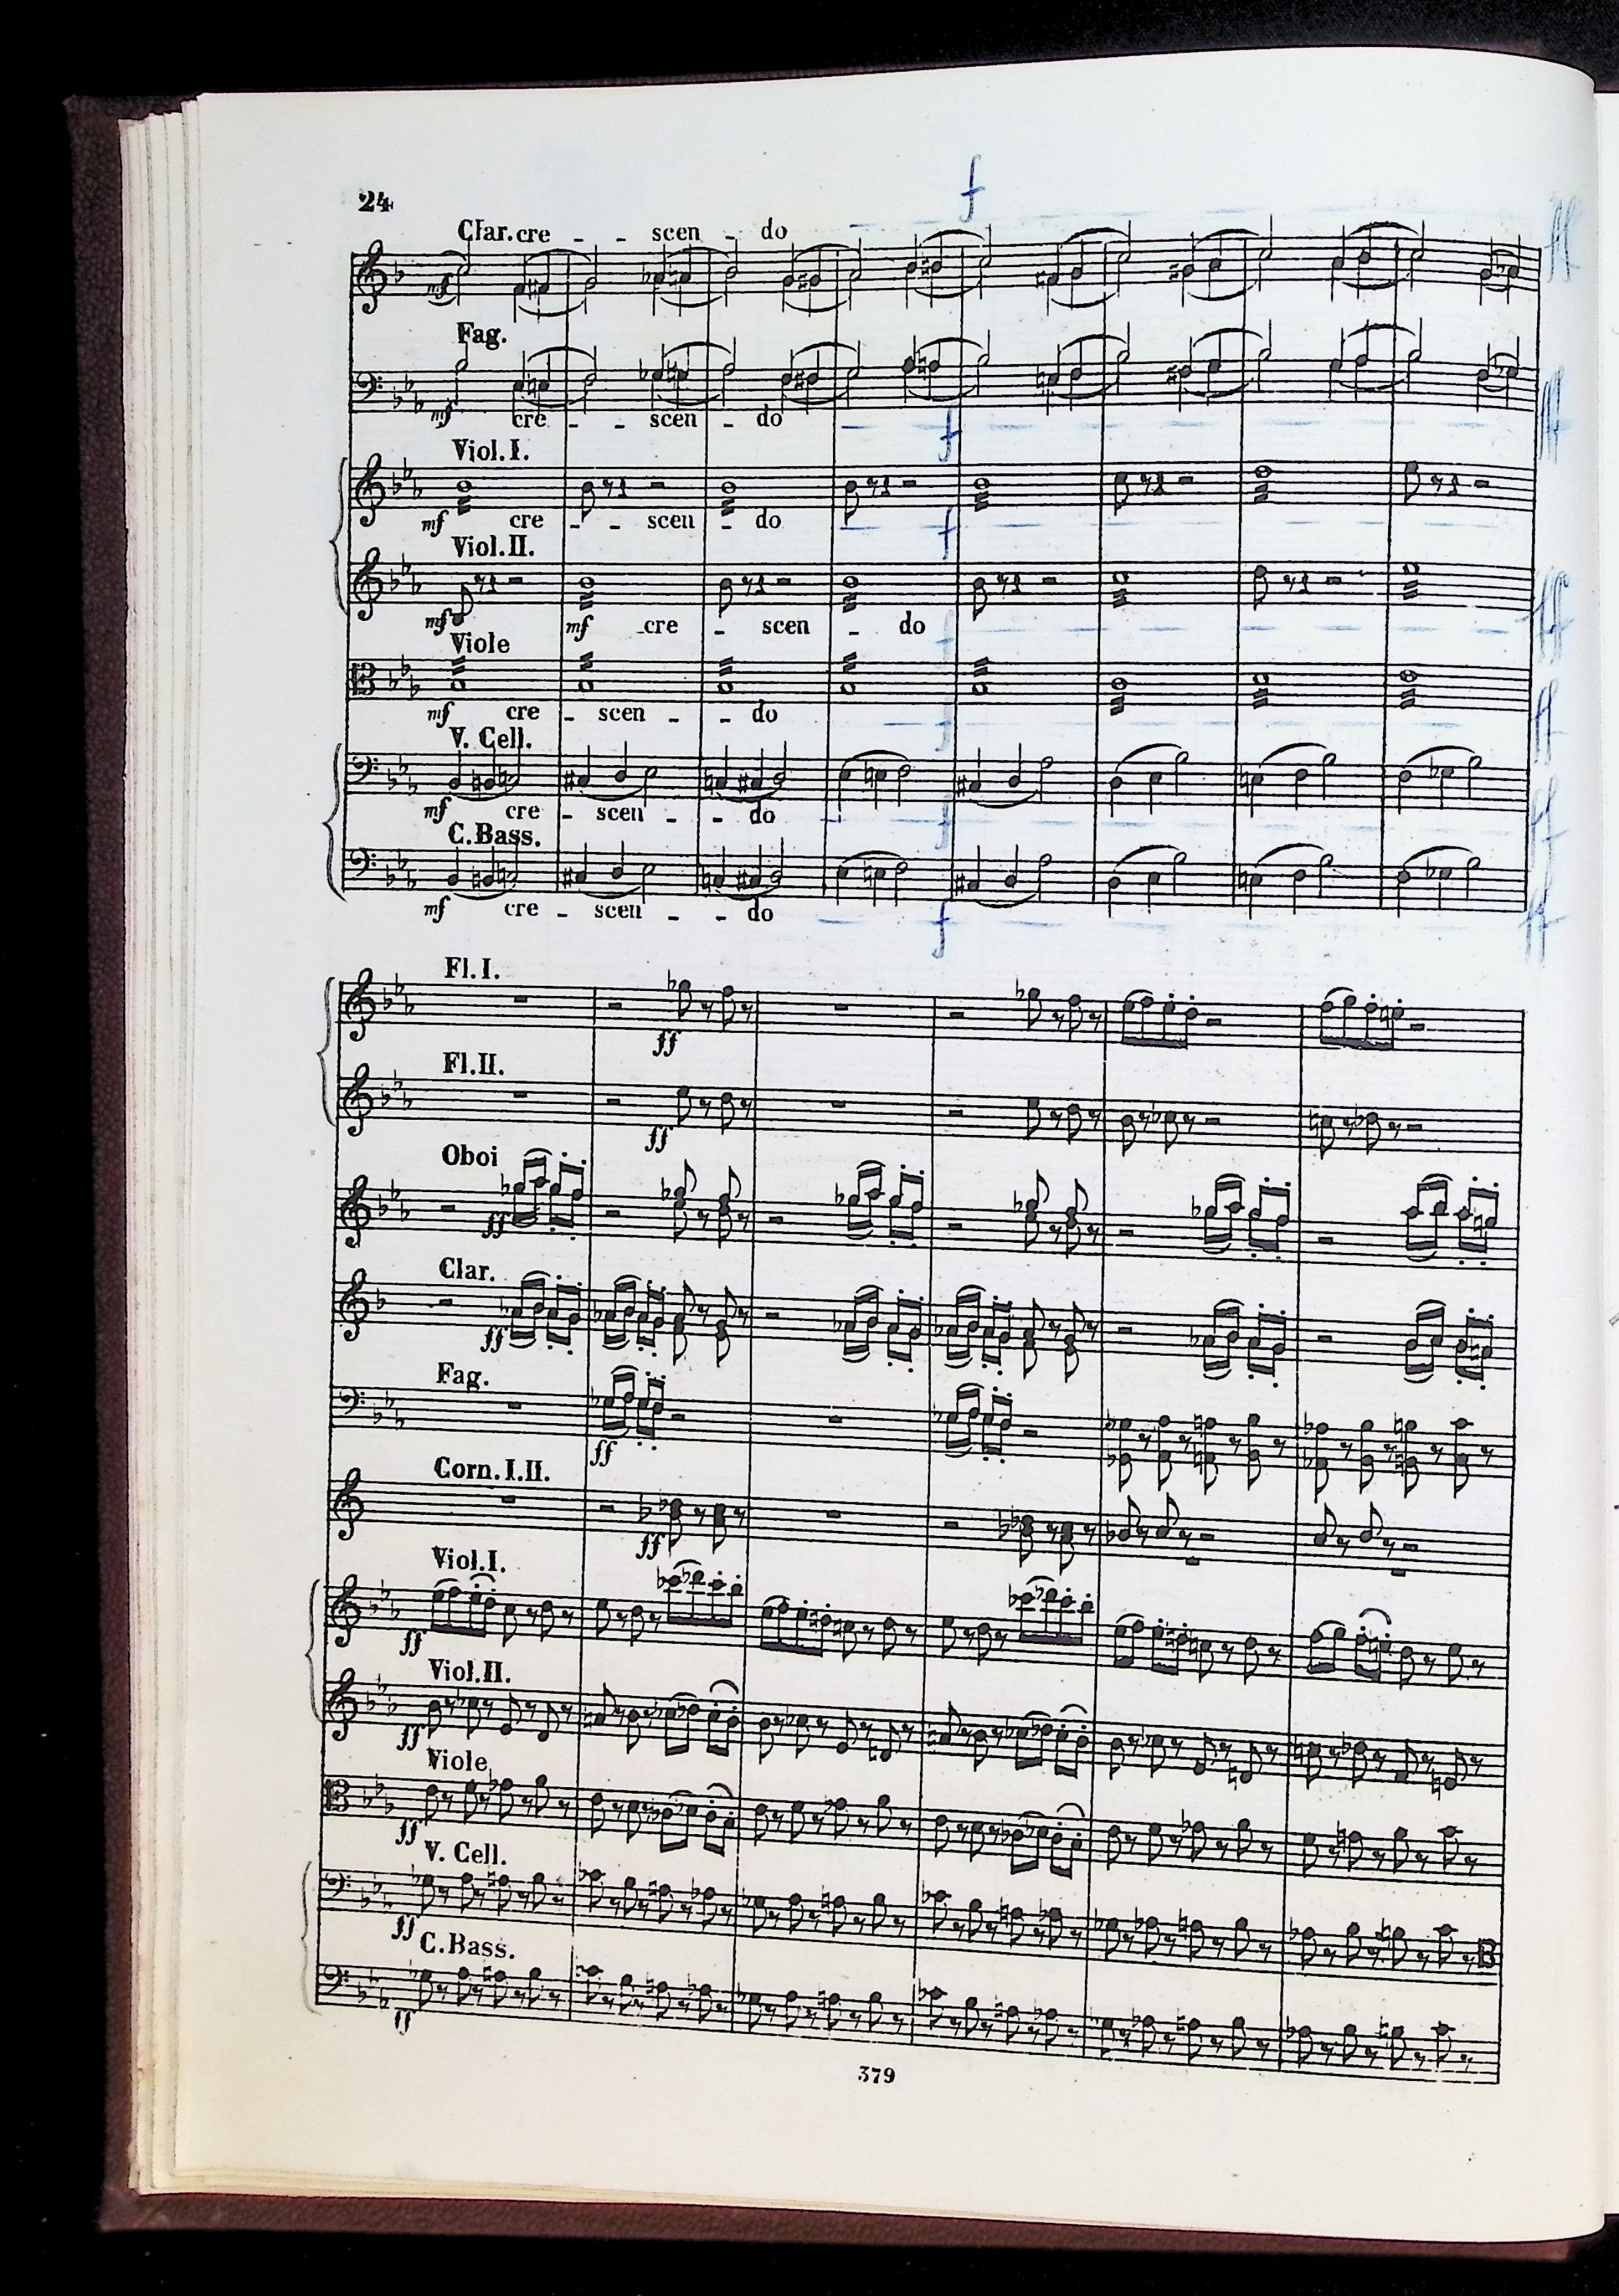 24
f
Clar. cre - - scen - do
mf
ff
Fag.
mf cre - - scen - do
f
ff
Viol. I.
mf cre - - scen - do
f
Viol. II.
mf mf cre - scen - do
ff
Viole
mf cre - scen - - do
f
ff
V. Cell.
mf cre - scen - - do
f
ff
C. Bass.
mf cre - scen - - do
f
ff
Fl. I.
ff
Fl. II.
ff
Oboi
ff
Clar.
ff
Fag.
ff
Corn. I. II.
ff
Viol. I.
ff
Viol. II.
ff
Viole
ff
V. Cell.
ff
C. Bass.
ff
379